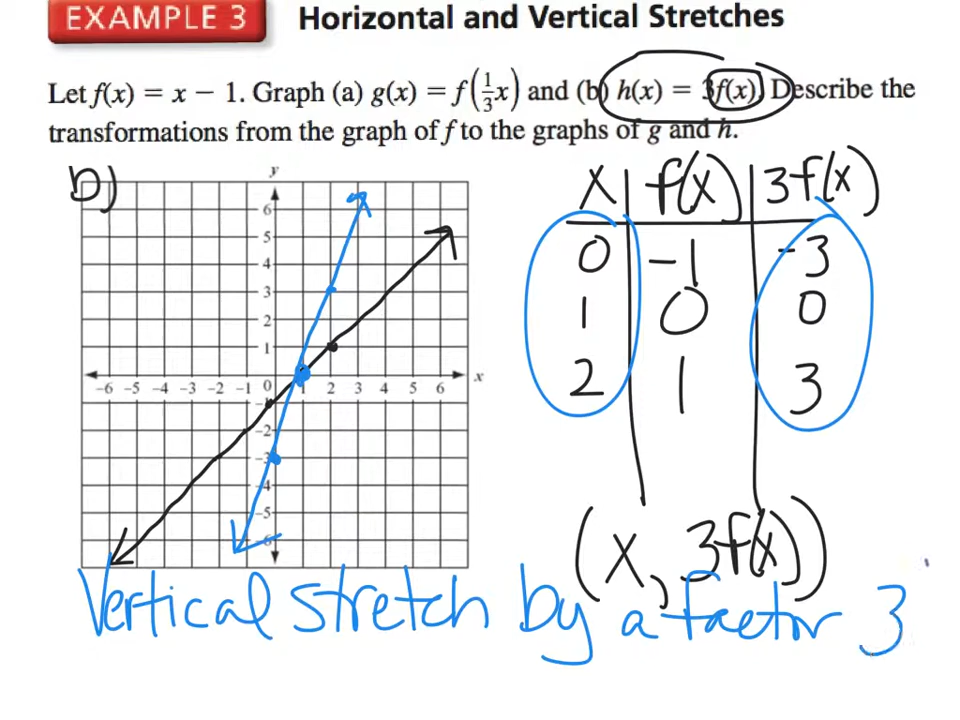 EXAMPLE 3 Horizontal and Vertical Stretches
Let f(x) = x − 1. Graph (a) g(x) = f(1/3 x) and (b) h(x) = 3f(x). Describe the
transformations from the graph of f to the graphs of g and h.
b)
x | f(x) | 3f(x)
0 | -1 | -3
1 | 0 | 0
2 | 1 | 3
y
6
5
4
3
2
1
-6 -5 -4 -3 -2 -1 0 1 2 3 4 5 6 x
-1
-2
-3
-4
-5
-6
(x, 3f(x))
Vertical stretch by a factor 3